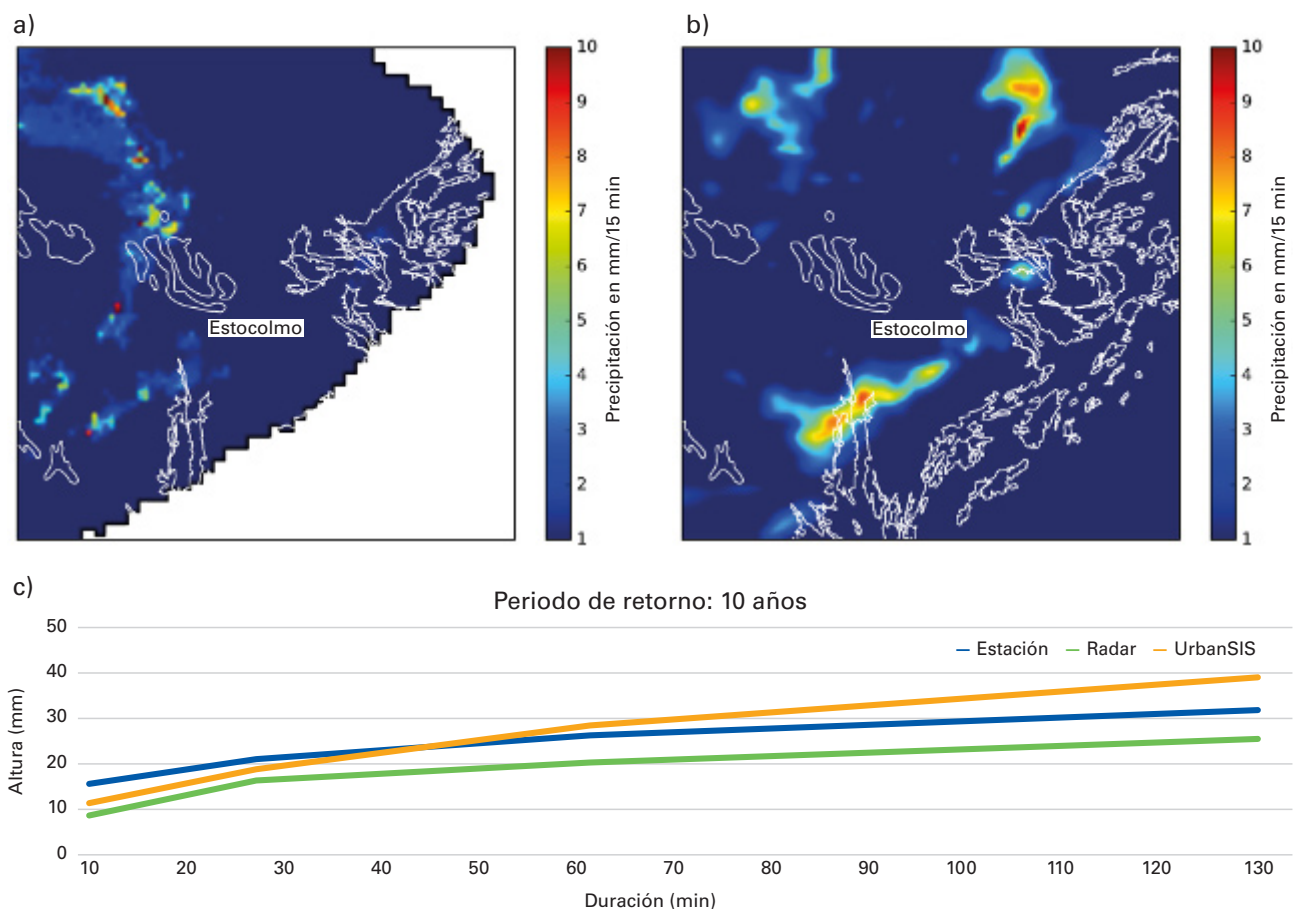 a)
10
9
8
7
6
5
4
3
2
1
Precipitación en mm/15 min
Estocolmo
b)
10
9
8
7
6
5
4
3
2
1
Precipitación en mm/15 min
Estocolmo
c)
Periodo de retorno: 10 años
Estación Radar UrbanSIS
Altura (mm)
50
40
30
20
10
0
10 20 30 40 50 60 70 80 90 100 110 120 130
Duración (min)